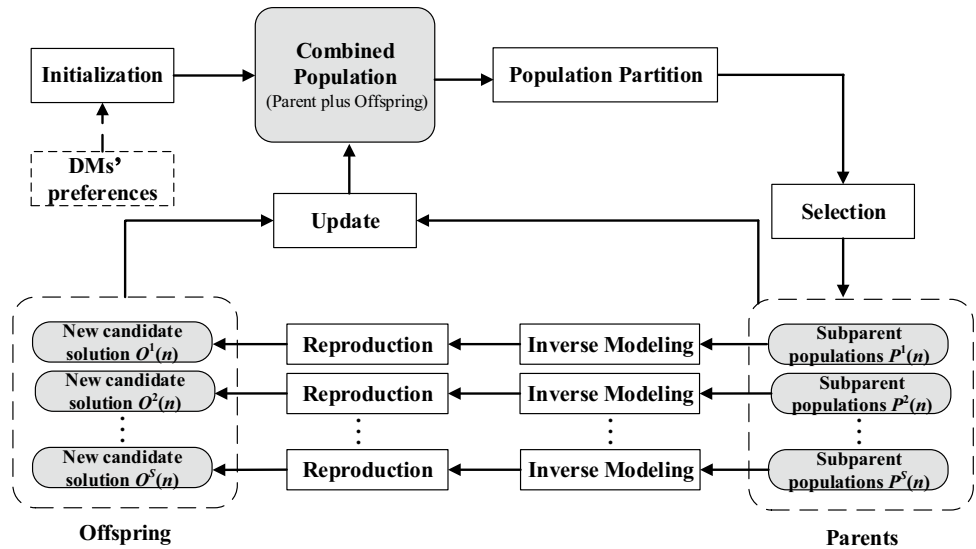 Initialization
Combined
Population
(Parent plus Offspring)
Population Partition
DMs'
preferences
Update
Selection
New candidate
solution O¹(n)
Reproduction
Inverse Modeling
Subparent
populations P¹(n)
New candidate
solution O²(n)
Reproduction
Inverse Modeling
Subparent
populations P²(n)
New candidate
solution Oˢ(n)
Reproduction
Inverse Modeling
Subparent
populations Pˢ(n)
Offspring
Parents